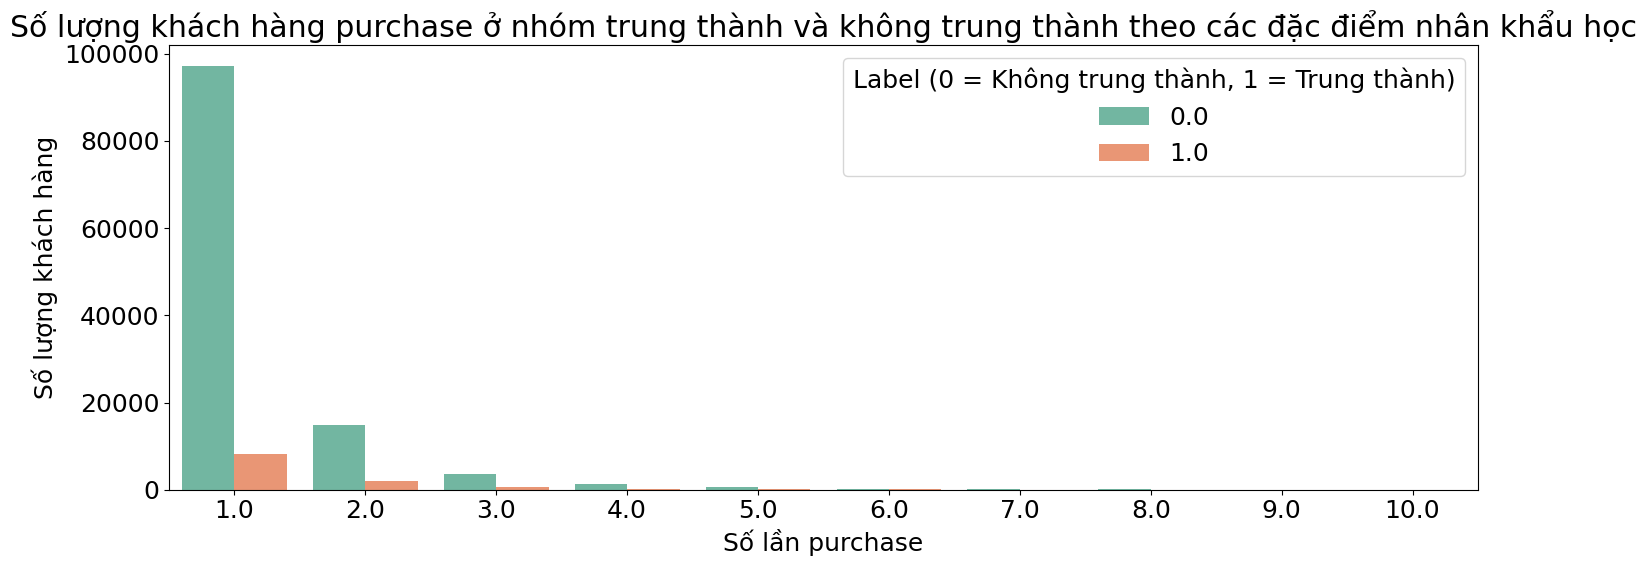 Số lượng khách hàng purchase ở nhóm trung thành và không trung thành theo các đặc điểm nhân khẩu học
100000
80000
60000
40000
20000
0
Số lượng khách hàng
Label (0 = Không trung thành, 1 = Trung thành)
0.0
1.0
1.0 2.0 3.0 4.0 5.0 6.0 7.0 8.0 9.0 10.0
Số lần purchase